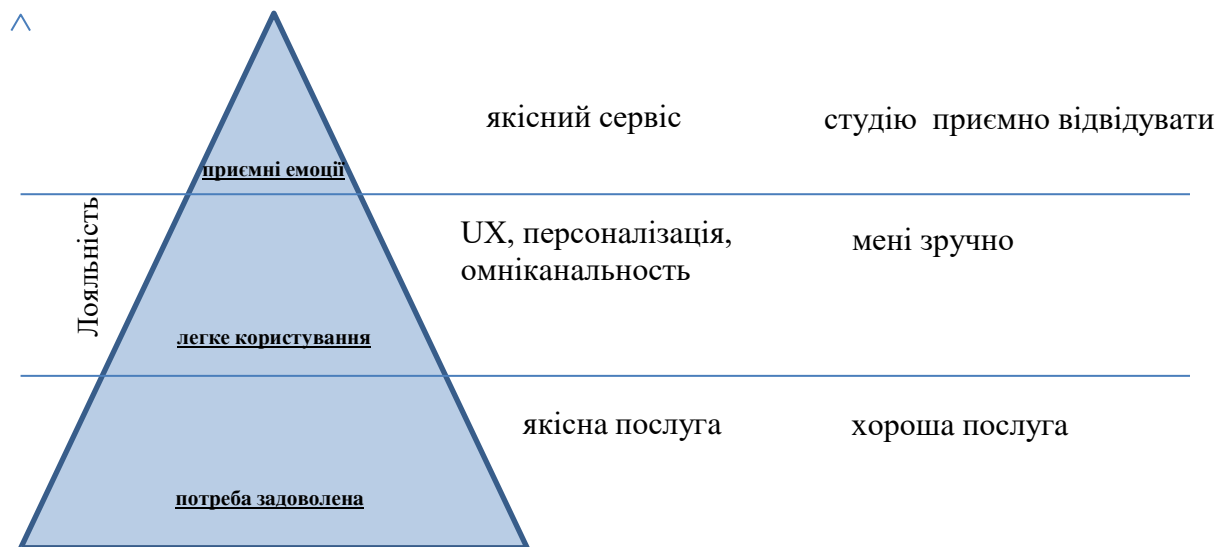 якісний сервіс
студію приємно відвідувати
приємні емоції
Лояльність
UX, персоналізація,
омніканальность
мені зручно
легке користування
якісна послуга
хороша послуга
потреба задоволена